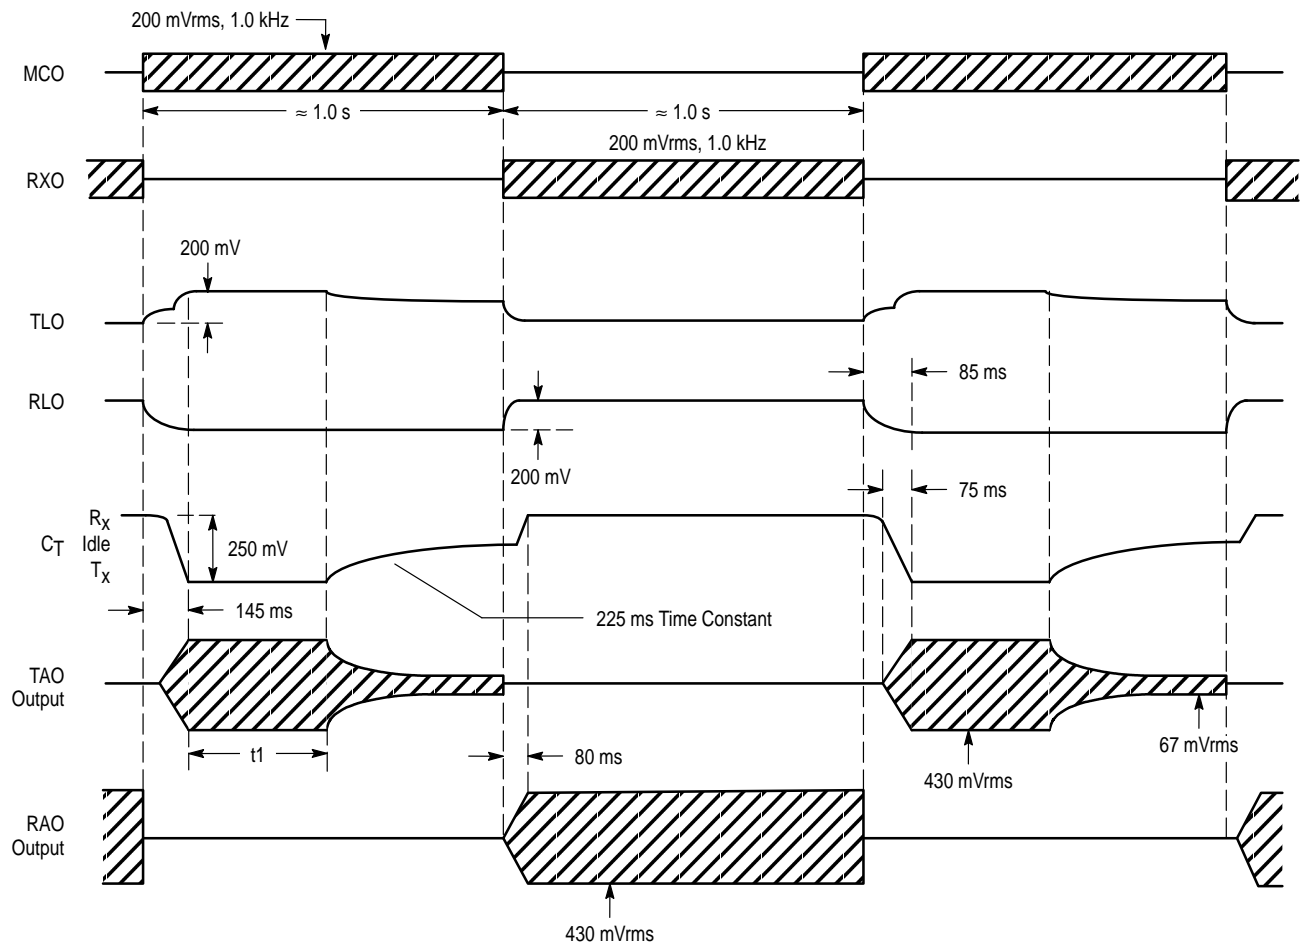 200 mVrms, 1.0 kHz
MCO
≈ 1.0 s
≈ 1.0 s
200 mVrms, 1.0 kHz
RXO
200 mV
TLO
85 ms
RLO
200 mV
75 ms
RX
CT Idle
TX
250 mV
145 ms
225 ms Time Constant
TAO
Output
t1
80 ms
67 mVrms
430 mVrms
RAO
Output
430 mVrms